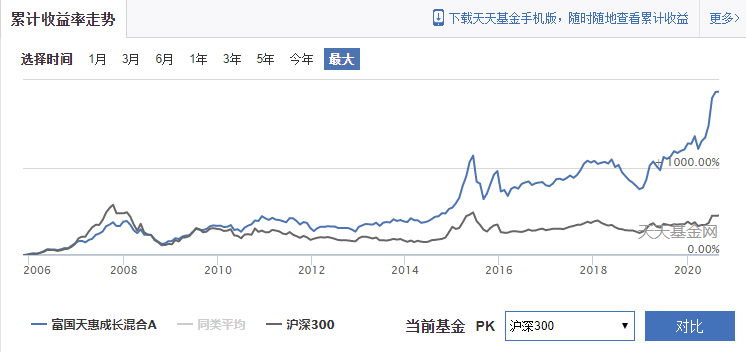 累计收益率走势 下载天天基金手机版，随时随地查看累计收益 更多>
选择时间 1月 3月 6月 1年 3年 5年 今年 最大
1000.00%
天天基金网
0.00%
2006 2008 2010 2012 2014 2016 2018 2020
富国天惠成长混合A 同类平均 沪深300 当前基金 PK 沪深300 对比